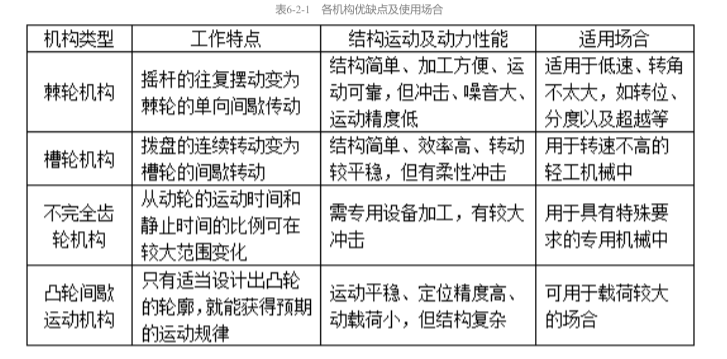 表6-2-1 各机构优缺点及使用场合
机构类型
工作特点
结构运动及动力性能
适用场合
棘轮机构
摇杆的往复摆动变为
棘轮的单向间歇传动
结构简单、加工方便、运
动可靠，但冲击、噪音大、
运动精度低
适用于低速、转角
不太大，如转位、
分度以及超越等
槽轮机构
拨盘的连续转动变为
槽轮的间歇转动
结构简单、效率高、转动
较平稳，但有柔性冲击
用于转速不高的
轻工机械中
不完全齿
轮机构
从动轮的运动时间和
静止时间的比例可在
较大范围变化
需专用设备加工，有较大
冲击
用于具有特殊要
求的专用机械中
凸轮间歇
运动机构
只有适当设计出凸轮
的轮廓，就能获得预期
的运动规律
运动平稳、定位精度高、
动载荷小，但结构复杂
可用于载荷较大
的场合